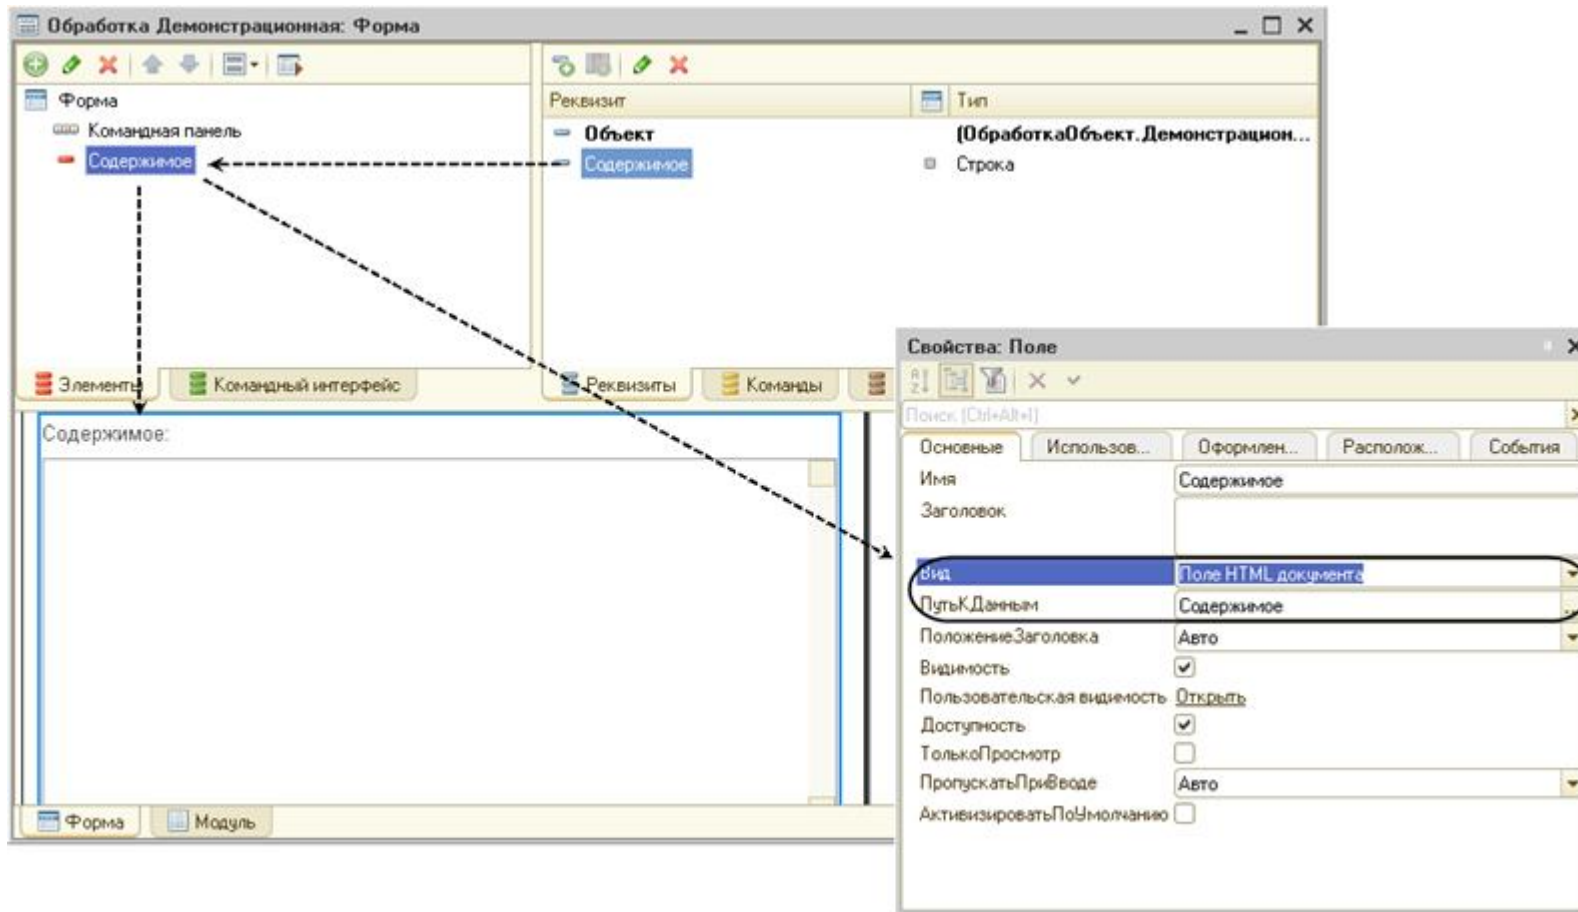 Обработка Демонстрационная: Форма
Форма
Командная панель
Содержимое
Реквизит Тип
Объект (ОбработкаОбъект.Демонстрацион...
Содержимое Строка
Элементы Командный интерфейс Реквизиты Команды
Содержимое:
Форма Модуль
Свойства: Поле
Поиск (Ctrl+Alt+I)
Основные Использов... Оформлен... Располож... События
Имя Содержимое
Заголовок
Вид Поле HTML документа
ПутьКДанным Содержимое ...
ПоложениеЗаголовка Авто
Видимость
Пользовательская видимость Открыть
Доступность
ТолькоПросмотр
ПропускатьПриВводе Авто
АктивизироватьПоУмолчанию